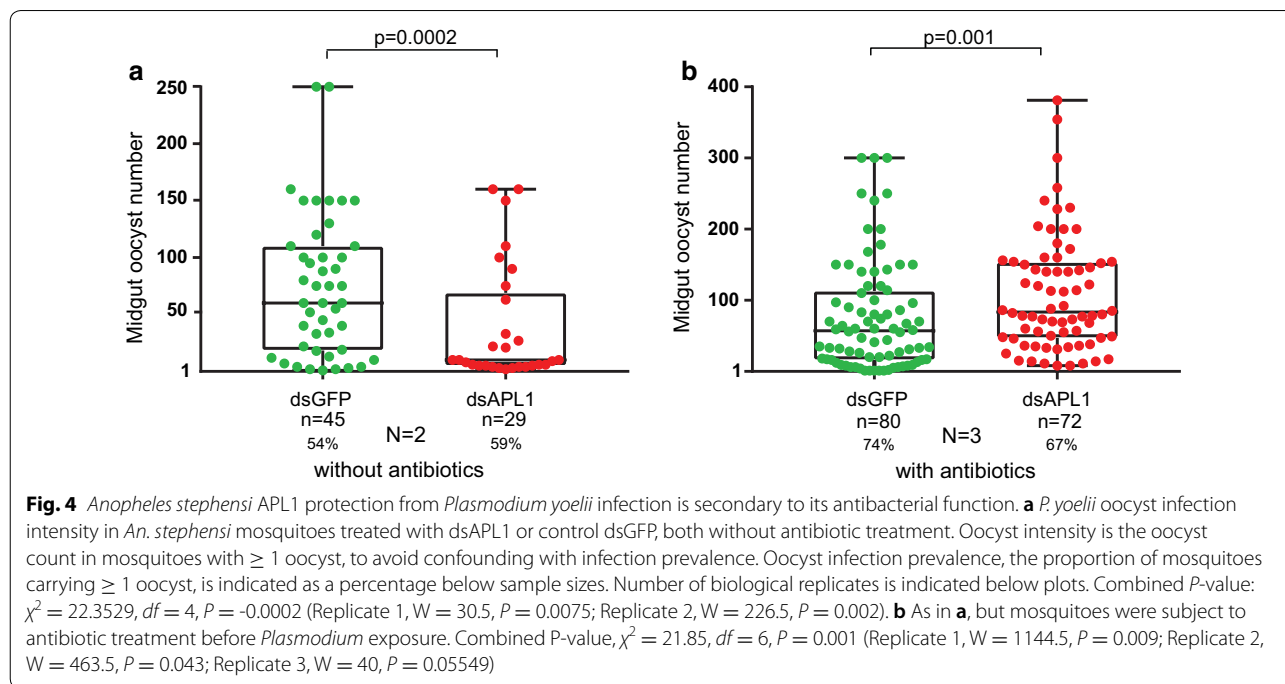 p=0.0002
a
Midgut oocyst number
250
200
150
100
50
1
dsGFP
n=45
54%
dsAPL1
n=29
59%
N=2
without antibiotics
p=0.001
b
Midgut oocyst number
400
300
200
100
1
dsGFP
n=80
74%
dsAPL1
n=72
67%
N=3
with antibiotics
Fig. 4 Anopheles stephensi APL1 protection from Plasmodium yoelii infection is secondary to its antibacterial function. a P. yoelii oocyst infection
intensity in An. stephensi mosquitoes treated with dsAPL1 or control dsGFP, both without antibiotic treatment. Oocyst intensity is the oocyst
count in mosquitoes with ≥ 1 oocyst, to avoid confounding with infection prevalence. Oocyst infection prevalence, the proportion of mosquitoes
carrying ≥ 1 oocyst, is indicated as a percentage below sample sizes. Number of biological replicates is indicated below plots. Combined P-value:
χ² = 22.3529, df = 4, P = -0.0002 (Replicate 1, W = 30.5, P = 0.0075; Replicate 2, W = 226.5, P = 0.002). b As in a, but mosquitoes were subject to
antibiotic treatment before Plasmodium exposure. Combined P-value, χ² = 21.85, df = 6, P = 0.001 (Replicate 1, W = 1144.5, P = 0.009; Replicate 2,
W = 463.5, P = 0.043; Replicate 3, W = 40, P = 0.05549)